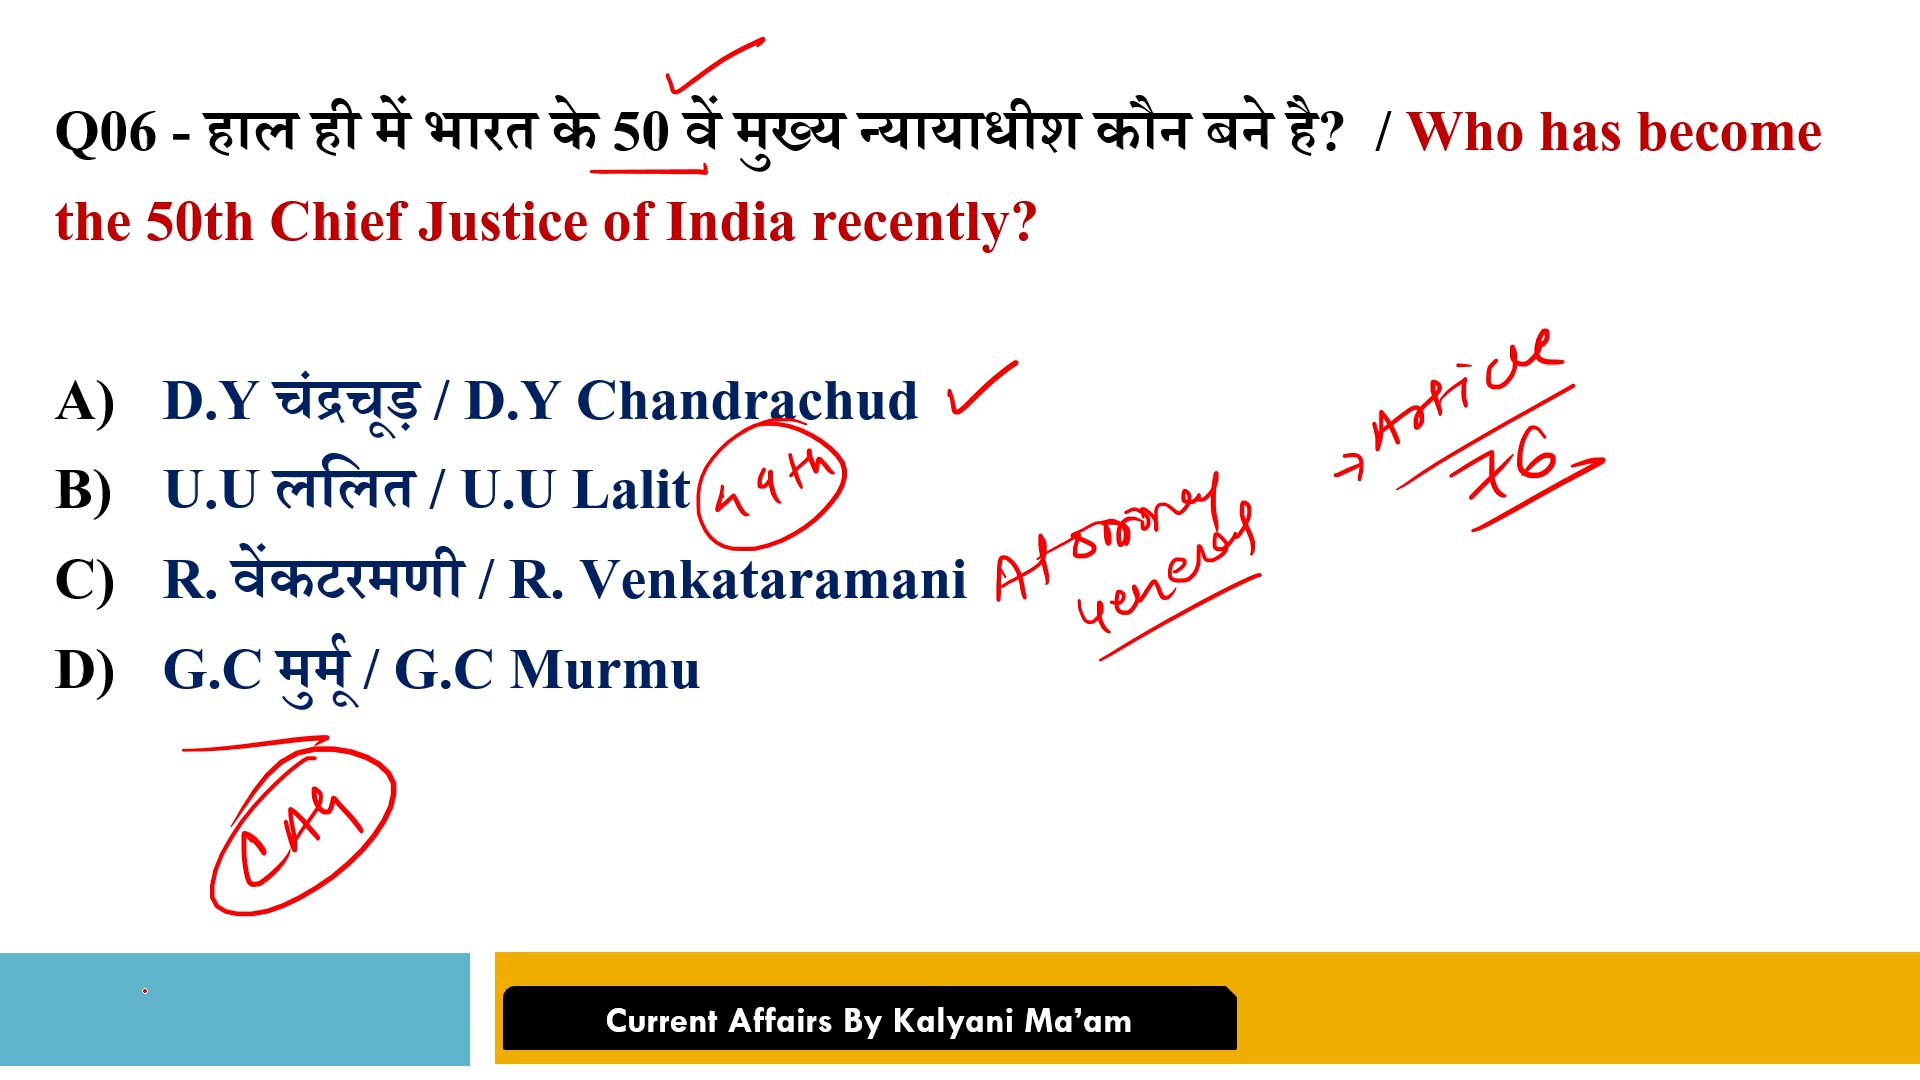 Q06 - हाल ही में भारत के 50 वें मुख्य न्यायाधीश कौन बने है? / Who has become
the 50th Chief Justice of India recently?
A) D.Y चंद्रचूड़ / D.Y Chandrachud
B) U.U ललित / U.U Lalit 49th
C) R. वेंकटरमणी / R. Venkataramani
D) G.C मुर्मू / G.C Murmu
→ Article
76
General
CAG
Current Affairs By Kalyani Ma’am